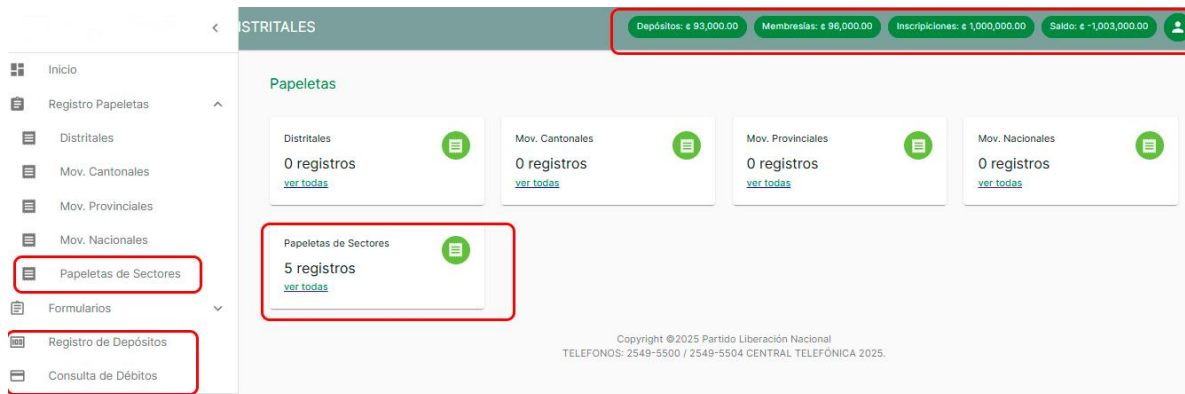 ISTRITALES
Depósitos: ¢ 93,000.00
Membresías: ¢ 96,000.00
Inscripiciones: ¢ 1,000,000.00
Saldo: ¢ -1,003,000.00
Inicio
Registro Papeletas
Distritales
Mov. Cantonales
Mov. Provinciales
Mov. Nacionales
Papeletas de Sectores
Formularios
Registro de Depósitos
Consulta de Débitos
Papeletas
Distritales
0 registros
ver todas
Mov. Cantonales
0 registros
ver todas
Mov. Provinciales
0 registros
ver todas
Mov. Nacionales
0 registros
ver todas
Papeletas de Sectores
5 registros
ver todas
Copyright ©2025 Partido Liberación Nacional
TELEFONOS: 2549-5500 / 2549-5504 CENTRAL TELEFÓNICA 2025.